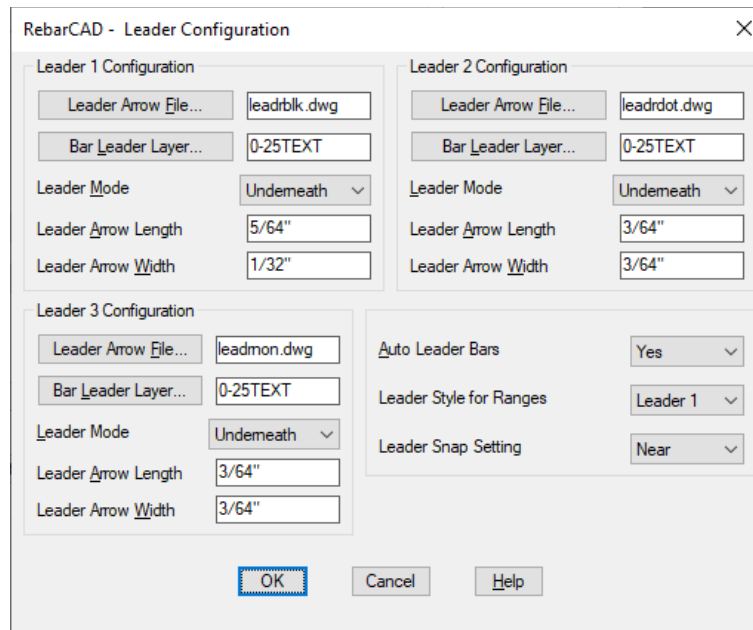 RebarCAD - Leader Configuration
Leader 1 Configuration
Leader Arrow File...
leadrblk.dwg
Bar Leader Layer...
0-25TEXT
Leader Mode
Underneath
Leader Arrow Length
5/64"
Leader Arrow Width
1/32"
Leader 2 Configuration
Leader Arrow File...
leadrdot.dwg
Bar Leader Layer...
0-25TEXT
Leader Mode
Underneath
Leader Arrow Length
3/64"
Leader Arrow Width
3/64"
Leader 3 Configuration
Leader Arrow File...
leadrnon.dwg
Bar Leader Layer...
0-25TEXT
Leader Mode
Underneath
Leader Arrow Length
3/64"
Leader Arrow Width
3/64"
Auto Leader Bars
Yes
Leader Style for Ranges
Leader 1
Leader Snap Setting
Near
OK
Cancel
Help